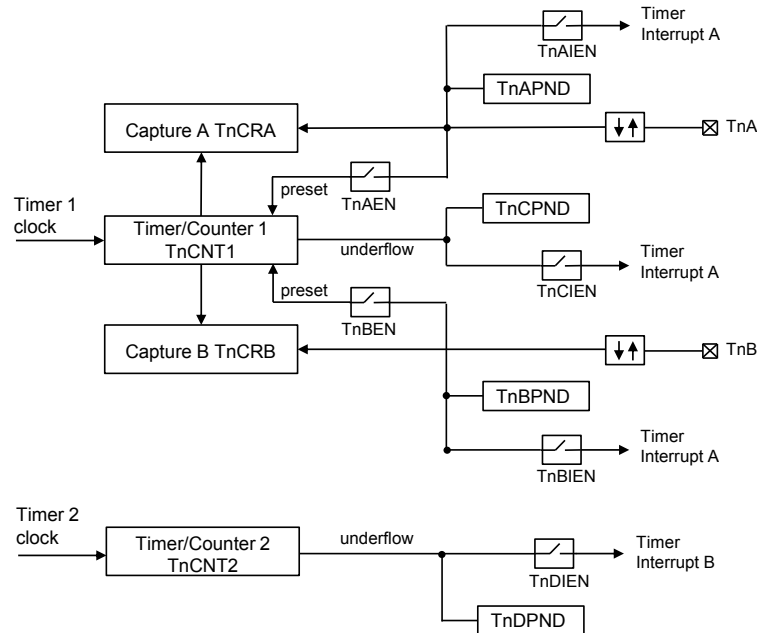 Timer
Interrupt A
TnAIEN
TnAPND
Capture A TnCRA
TnA
preset
TnAEN
Timer 1
clock
Timer/Counter 1
TnCNT1
underflow
TnCPND
Timer
Interrupt A
TnCIEN
preset
TnBEN
Capture B TnCRB
TnB
TnBPND
Timer
Interrupt A
TnBIEN
Timer 2
clock
Timer/Counter 2
TnCNT2
underflow
Timer
Interrupt B
TnDIEN
TnDPND